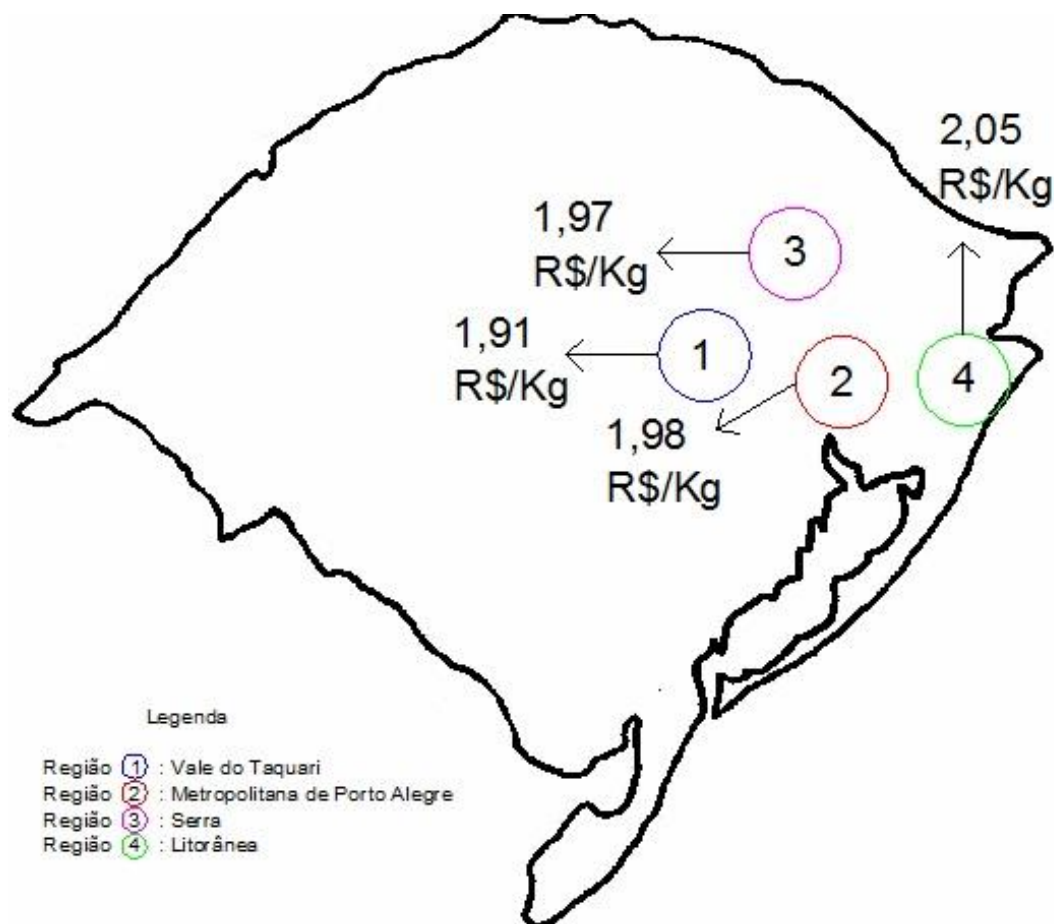 2,05
R$/Kg
1,97
R$/Kg
3
1,91
R$/Kg
1
2
4
1,98
R$/Kg
Legenda
Região 1 : Vale do Taquari
Região 2 : Metropolitana de Porto Alegre
Região 3 : Serra
Região 4 : Litorânea